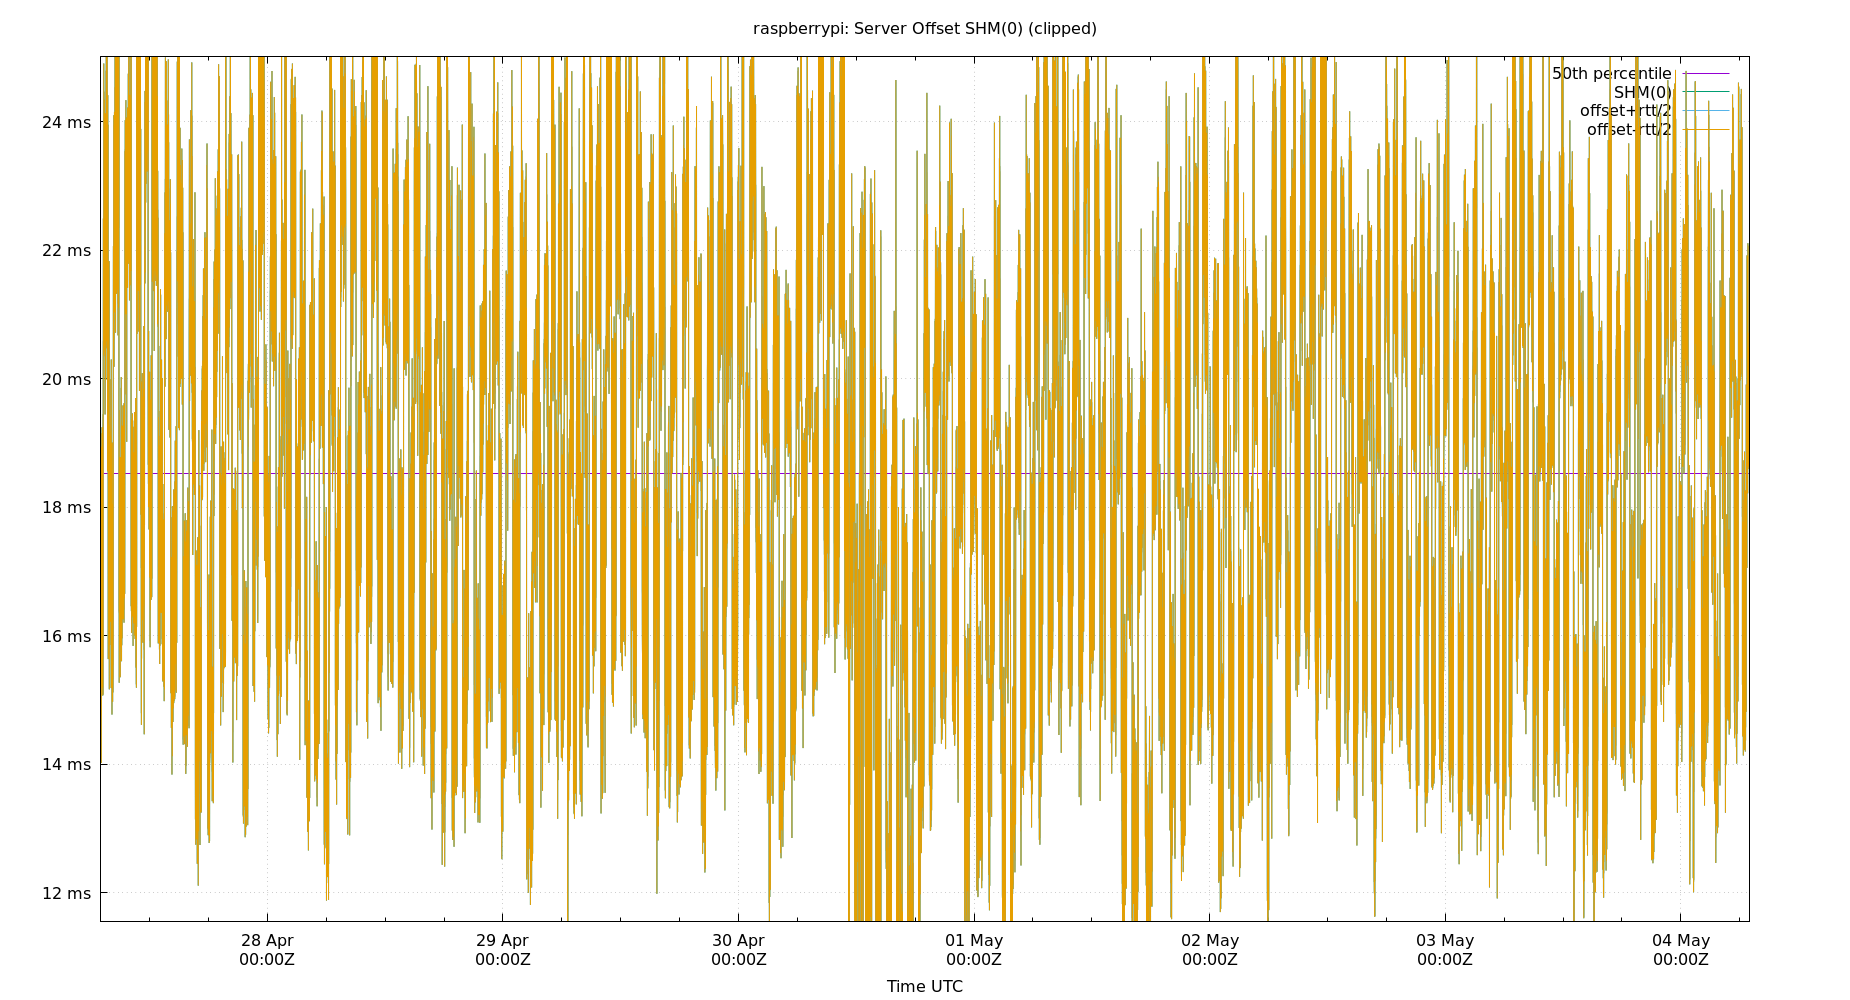 raspberrypi: Server Offset SHM(0) (clipped)
50th percentile
SHM(0)
offset+rtt/2
offset-rtt/2
24 ms
22 ms
20 ms
18 ms
16 ms
14 ms
12 ms
28 Apr
00:00Z
29 Apr
00:00Z
30 Apr
00:00Z
01 May
00:00Z
02 May
00:00Z
03 May
00:00Z
04 May
00:00Z
Time UTC